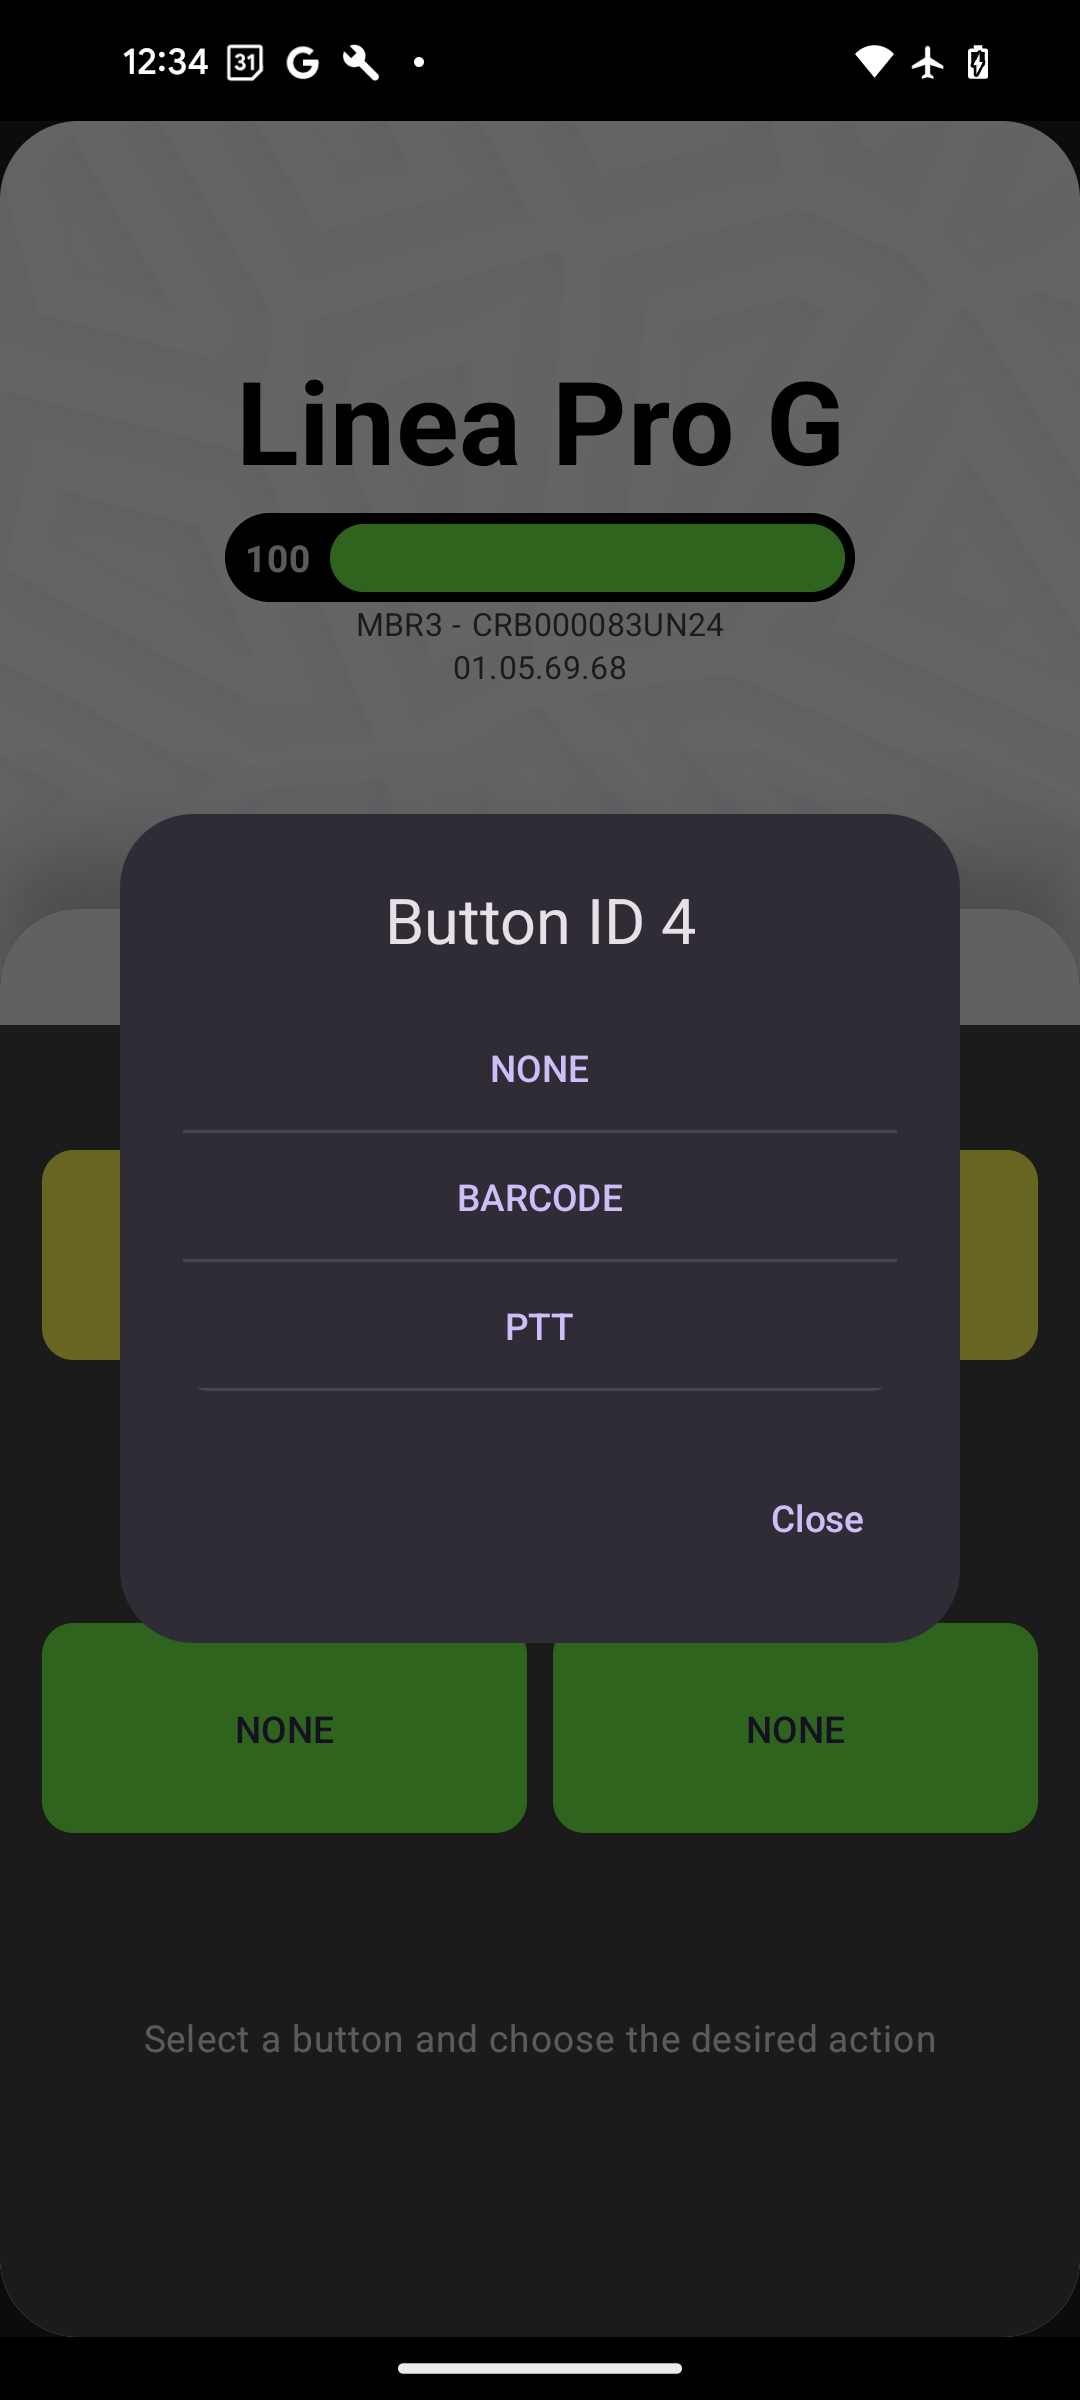 12:34 31 G
Linea Pro G
100
MBR3 - CRB000083UN24
01.05.69.68
Button ID 4
NONE
BARCODE
PTT
Close
NONE NONE
Select a button and choose the desired action